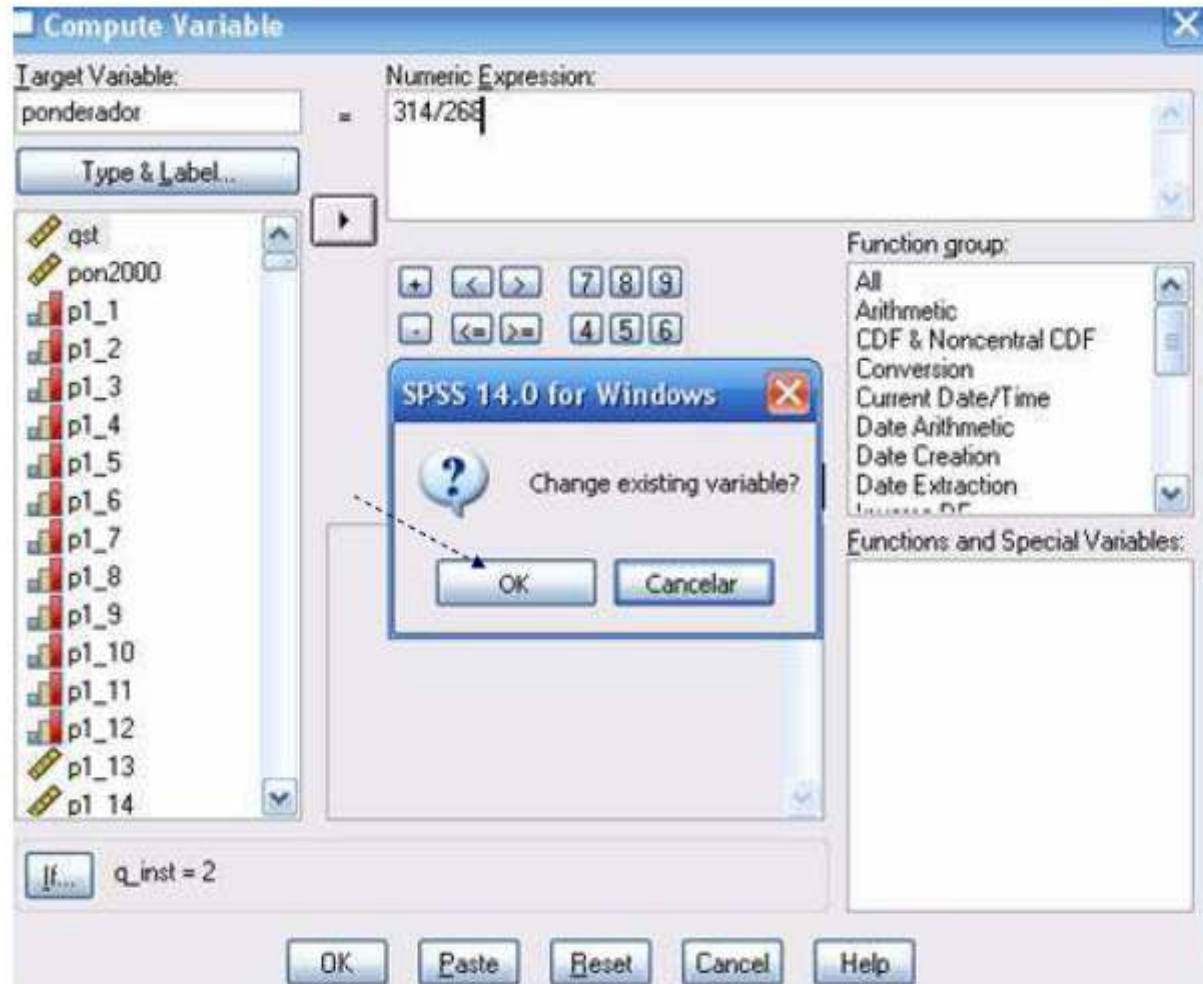 Compute Variable
Target Variable:
ponderador
=
Numeric Expression:
314/268
Type & Label...
qst
pon2000
p1_1
p1_2
p1_3
p1_4
p1_5
p1_6
p1_7
p1_8
p1_9
p1_10
p1_11
p1_12
p1_13
p1_14
+ < > 7 8 9
- <= >= 4 5 6
Function group:
All
Arithmetic
CDF & Noncentral CDF
Conversion
Current Date/Time
Date Arithmetic
Date Creation
Date Extraction
Functions and Special Variables:
SPSS 14.0 for Windows
?
Change existing variable?
OK Cancelar
If... q_inst = 2
OK Paste Reset Cancel Help